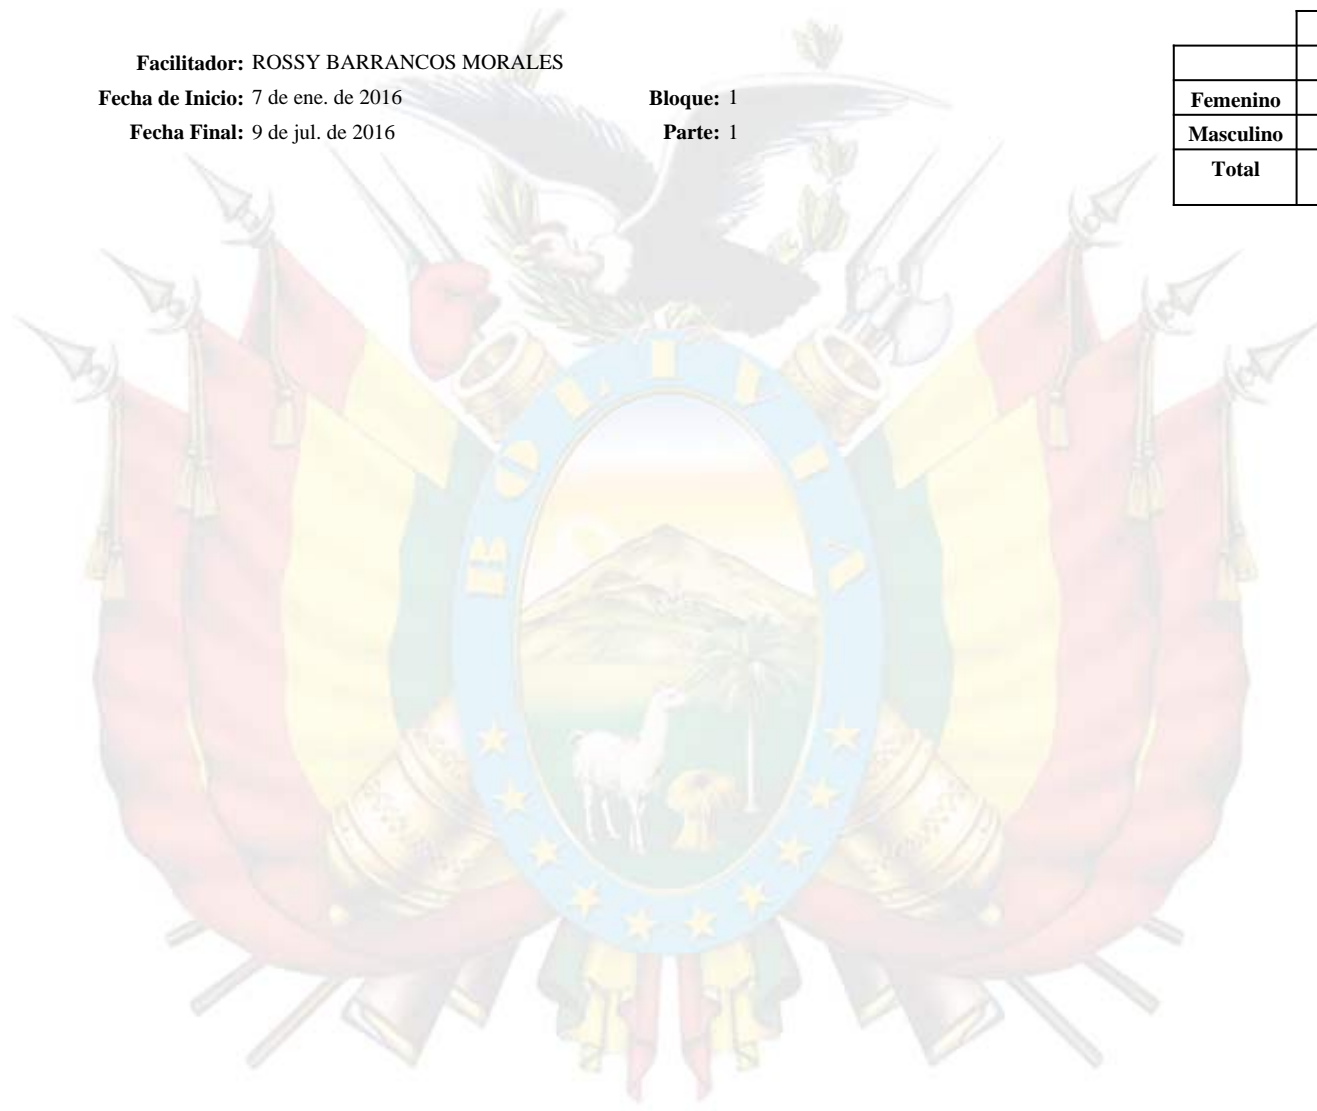 Facilitador: ROSSY BARRANCOS MORALES
Fecha de Inicio: 7 de ene. de 2016 Bloque: 1
Fecha Final: 9 de jul. de 2016 Parte: 1
Femenino
Masculino
Total
BOLIVIA